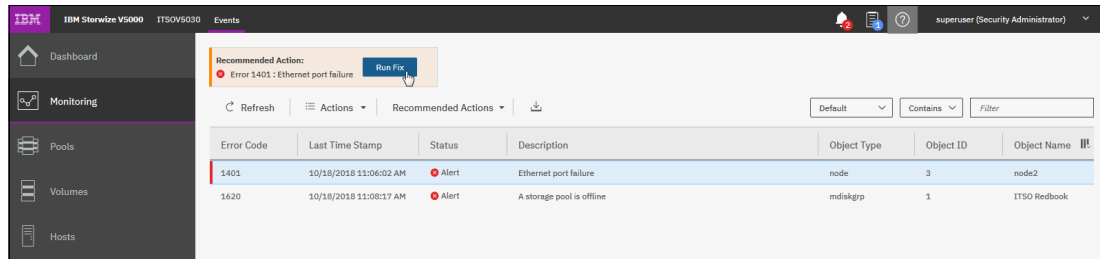 IBM IBM Storwize V5000 ITSOV5030 Events 2 1 ? superuser (Security Administrator)
Dashboard
Monitoring
Pools
Volumes
Hosts
Recommended Action:
Error 1401 : Ethernet port failure
Run Fix
Refresh Actions Recommended Actions Default Contains Filter
Error Code Last Time Stamp Status Description Object Type Object ID Object Name
1401 10/18/2018 11:06:02 AM Alert Ethernet port failure node 3 node2
1620 10/18/2018 11:08:17 AM Alert A storage pool is offline mdiskgrp 1 ITSO Redbook